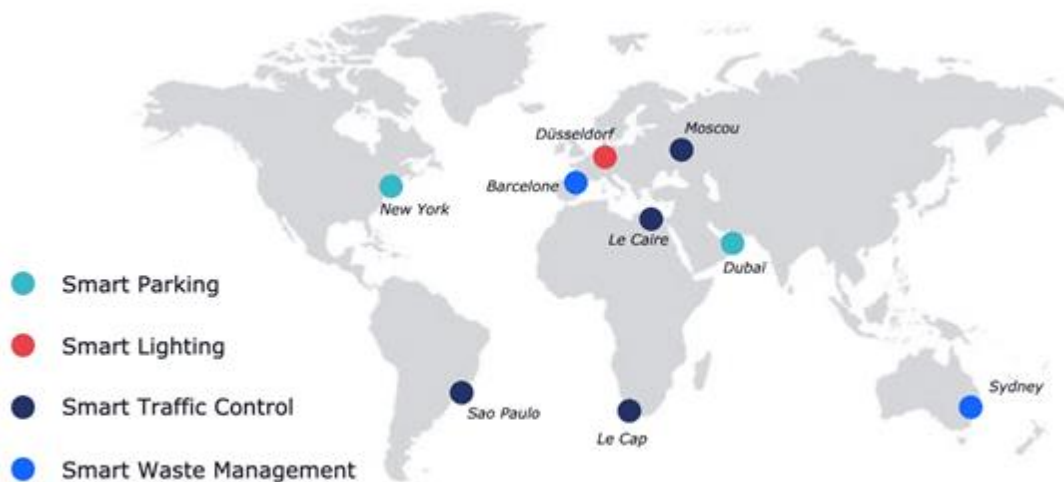 Moscou
Düsseldorf
Barcelone
New York
Le Caire
Dubaï
Smart Parking
Smart Lighting
Smart Traffic Control
Sao Paulo
Sydney
Le Cap
Smart Waste Management